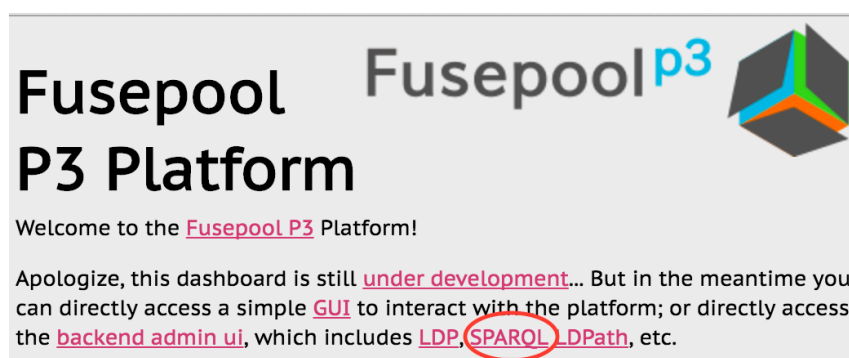 Fusepool
P3 Platform
Fusepool p3
Welcome to the Fusepool P3 Platform!
Apologize, this dashboard is still under development... But in the meantime you
can directly access a simple GUI to interact with the platform; or directly access
the backend admin ui, which includes LDP, SPARQL LDPath, etc.